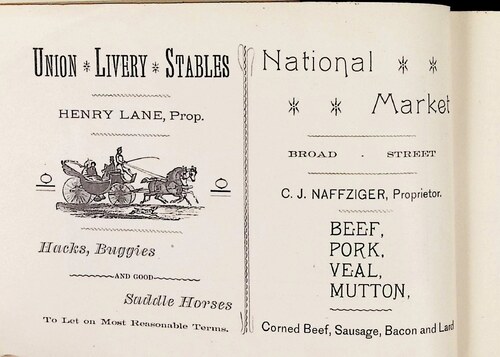 Union * Livery * Stables
HENRY LANE, Prop.
Hacks, Buggies
AND GOOD
Saddle Horses
To Let on Most Reasonable Terms.
National * *
* * Market
BROAD . STREET
C. J. NAFFZIGER, Proprietor.
BEEF,
PORK,
VEAL,
MUTTON,
Corned Beef, Sausage, Bacon and Lard